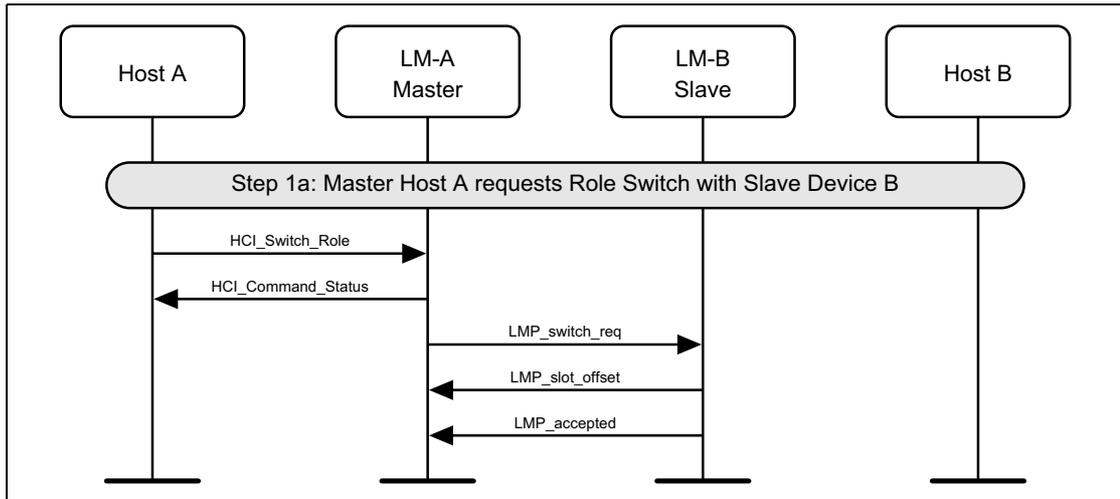 Host A
LM-A
Master
LM-B
Slave
Host B
Step 1a: Master Host A requests Role Switch with Slave Device B
HCI_Switch_Role
HCI_Command_Status
LMP_switch_req
LMP_slot_offset
LMP_accepted